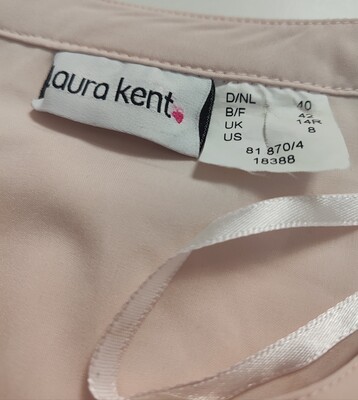 Laura kent
D/NL 40
B/F 42
UK 14R
US 8
81 870/4
18388